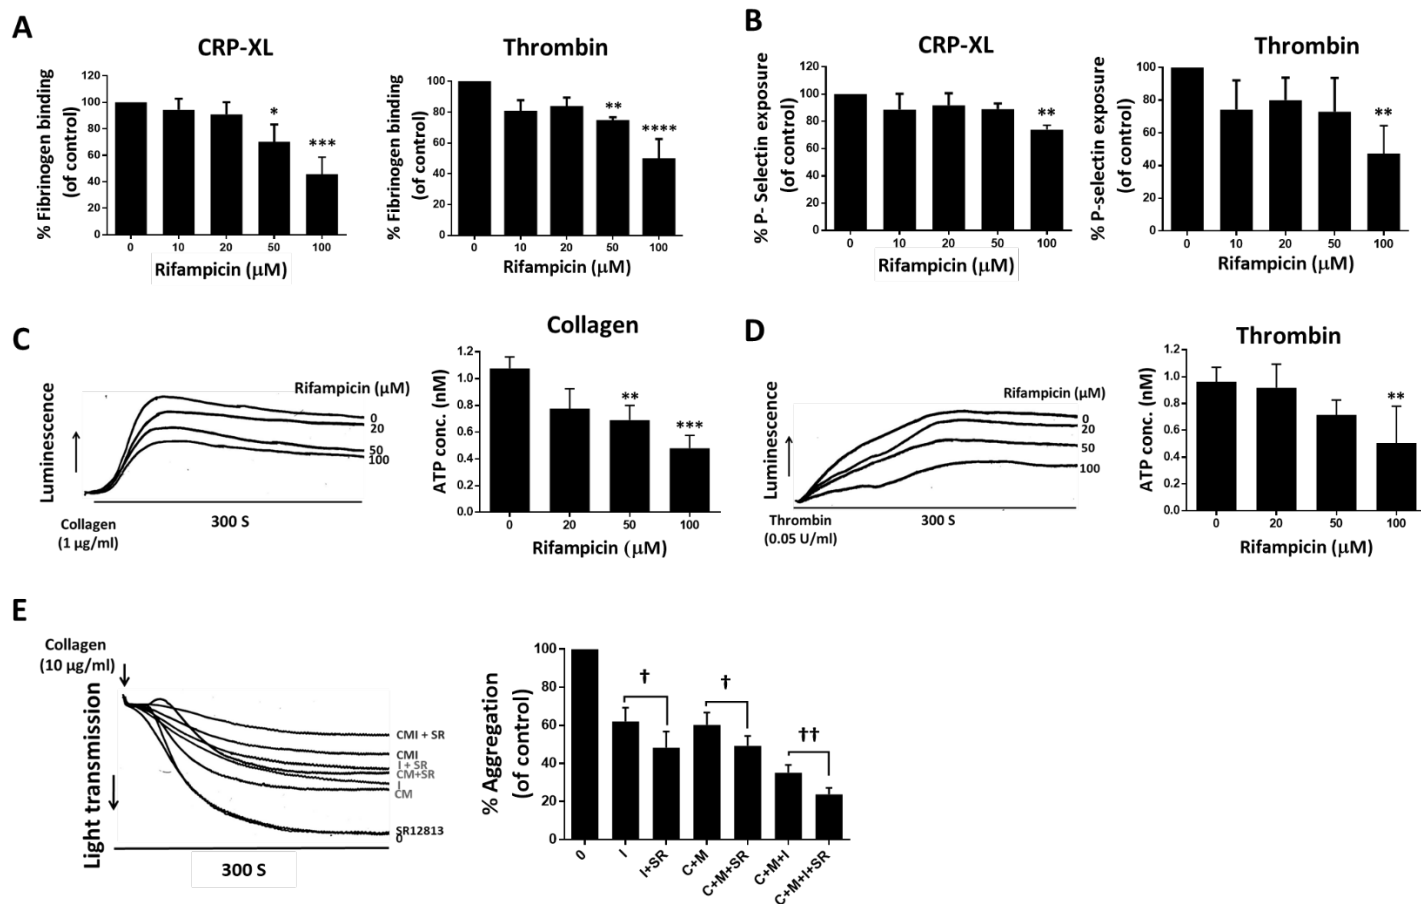 A
CRP-XL
% Fibrinogen binding
(of control)
120
100
80
60
40
20
0
*
***
0 10 20 50 100
Rifampicin (µM)
Thrombin
% Fibrinogen binding
(of control)
100
80
60
40
20
0
**
****
0 10 20 50 100
Rifampicin (µM)
B
CRP-XL
% P- Selectin exposure
(of control)
120
100
80
60
40
20
0
**
0 10 20 50 100
Rifampicin (µM)
Thrombin
% P-selectin exposure
(of control)
100
80
60
40
20
0
**
0 10 20 50 100
Rifampicin (µM)
C
Luminescence
Rifampicin (µM)
0
20
50
100
Collagen
(1 µg/ml)
300 S
Collagen
ATP conc. (nM)
1.2
1.0
0.8
0.6
0.4
0.2
0.0
**
***
0 20 50 100
Rifampicin (µM)
D
Luminescence
Rifampicin (µM)
0
20
50
100
Thrombin
(0.05 U/ml)
300 S
Thrombin
ATP conc. (nM)
1.2
1.0
0.8
0.6
0.4
0.2
0.0
**
0 20 50 100
Rifampicin (µM)
E
Collagen
(10 µg/ml)
Light transmission
CMI + SR
CMI
I + SR
CM+SR
I
CM
SR12813
0
300 S
% Aggregation
(of control)
100
80
60
40
20
0
†
†
††
0 I I+SR C+M C+M+SR C+M+I C+M+I+SR